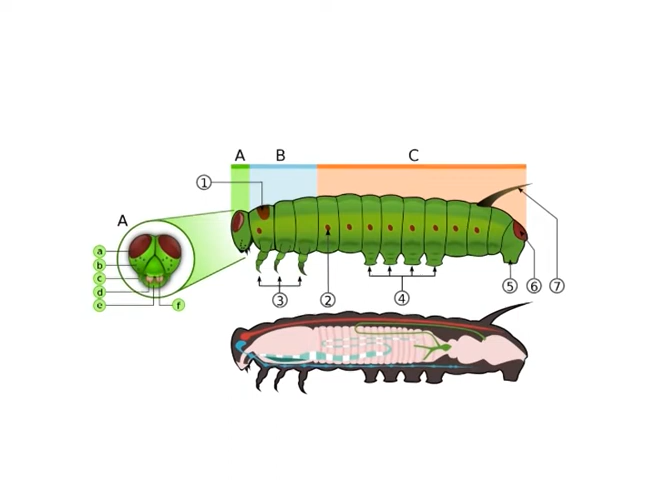 A B C
①
A
a
b
c
d
e f
③ ② ④ ⑤ ⑥ ⑦